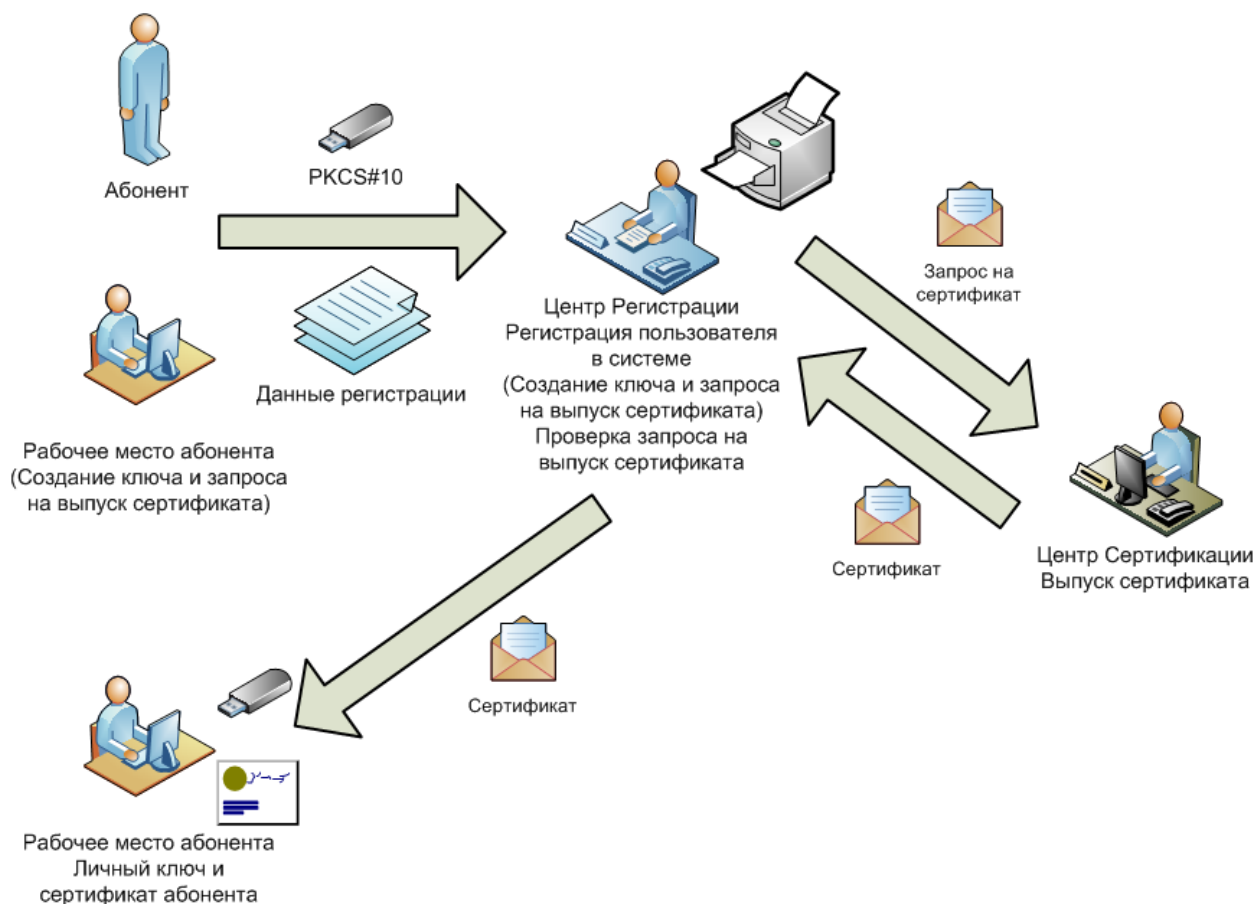 Абонент
PKCS#10
Рабочее место абонента
(Создание ключа и запроса
на выпуск сертификата)
Данные регистрации
Центр Регистрации
Регистрация пользователя
в системе
(Создание ключа и запроса
на выпуск сертификата)
Проверка запроса на
выпуск сертификата
Запрос на
сертификат
Сертификат
Центр Сертификации
Выпуск сертификата
Сертификат
Рабочее место абонента
Личный ключ и
сертификат абонента